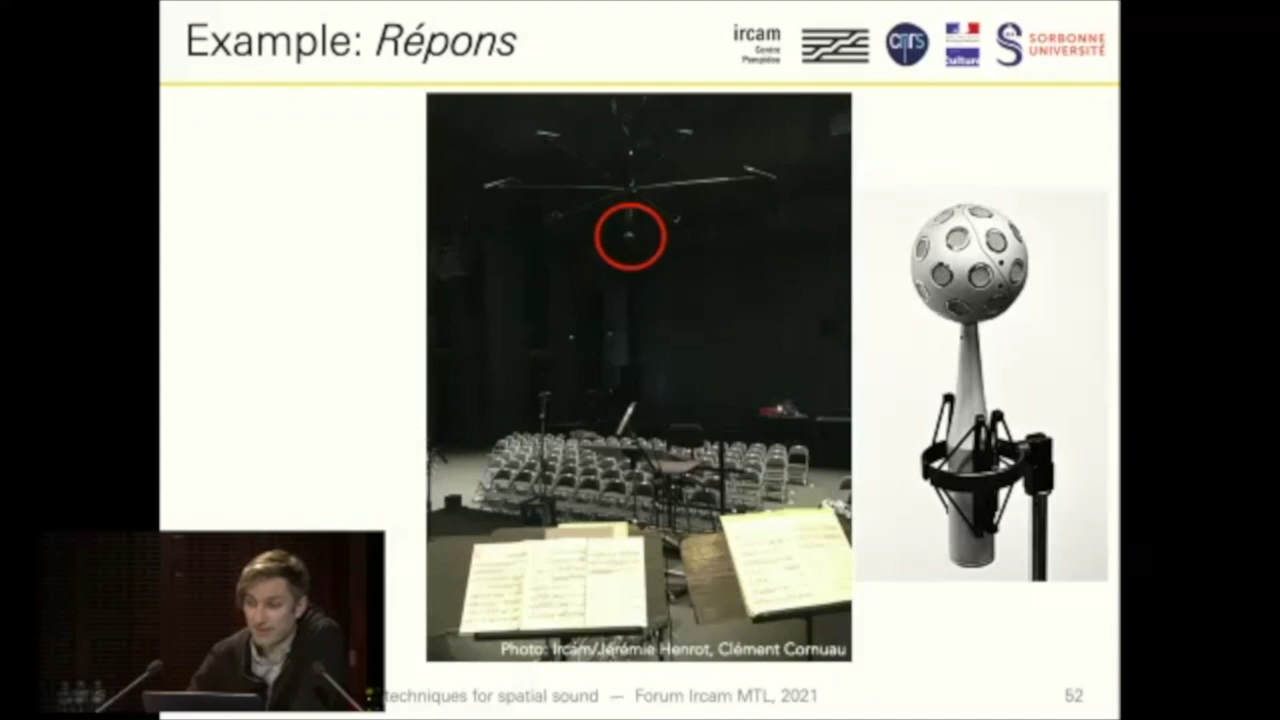 Example: Répons
ircam
Centre
Pompidou
cnrs
Culture
SORBONNE
UNIVERSITÉ
Photo: Ircam/Jérémie Henrot, Clément Cornuau
techniques for spatial sound — Forum Ircam MTL, 2021
52